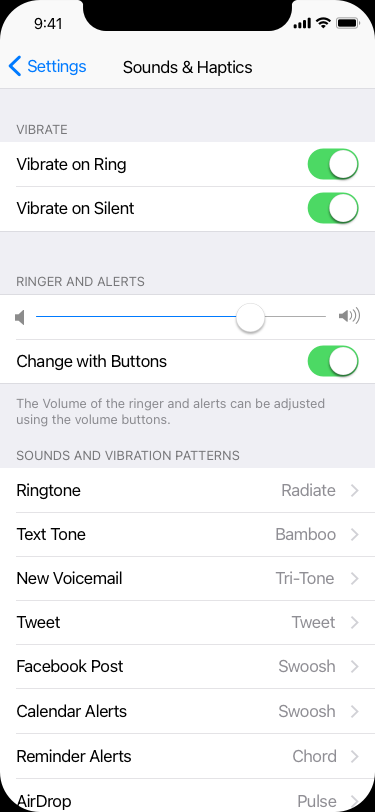 9:41
Settings
Sounds & Haptics
VIBRATE
Vibrate on Ring
Vibrate on Silent
RINGER AND ALERTS
Change with Buttons
The Volume of the ringer and alerts can be adjusted
using the volume buttons.
SOUNDS AND VIBRATION PATTERNS
Ringtone Radiate
Text Tone Bamboo
New Voicemail Tri-Tone
Tweet Tweet
Facebook Post Swoosh
Calendar Alerts Swoosh
Reminder Alerts Chord
AirDrop Pulse